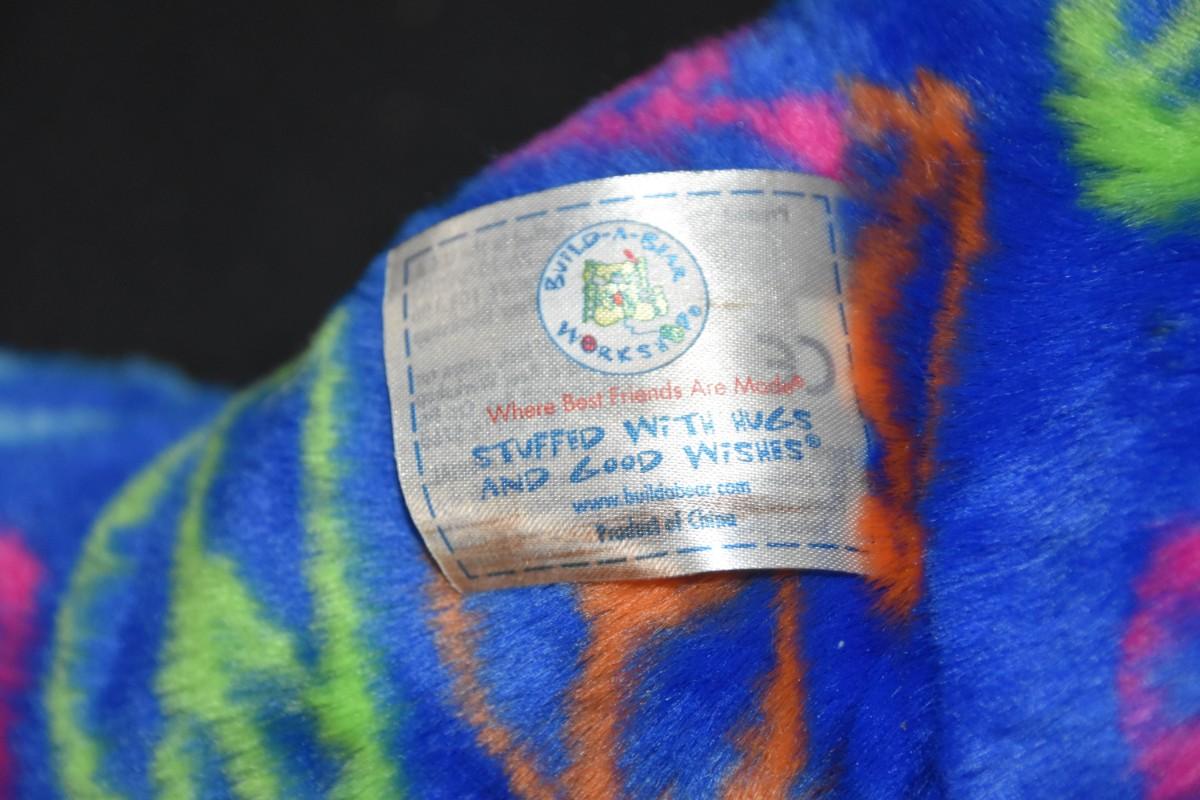 BUILD-A-BEAR
WORKSHOP
Where Best Friends Are Made®
STUFFED WITH HUGS
AND GOOD WISHES®
www.buildabear.com
Product of China